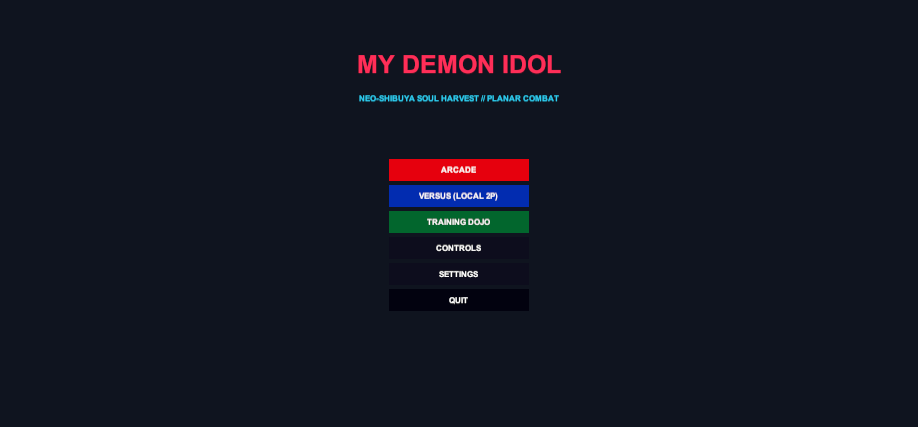 MY DEMON IDOL
NEO-SHIBUYA SOUL HARVEST // PLANAR COMBAT
ARCADE
VERSUS (LOCAL 2P)
TRAINING DOJO
CONTROLS
SETTINGS
QUIT